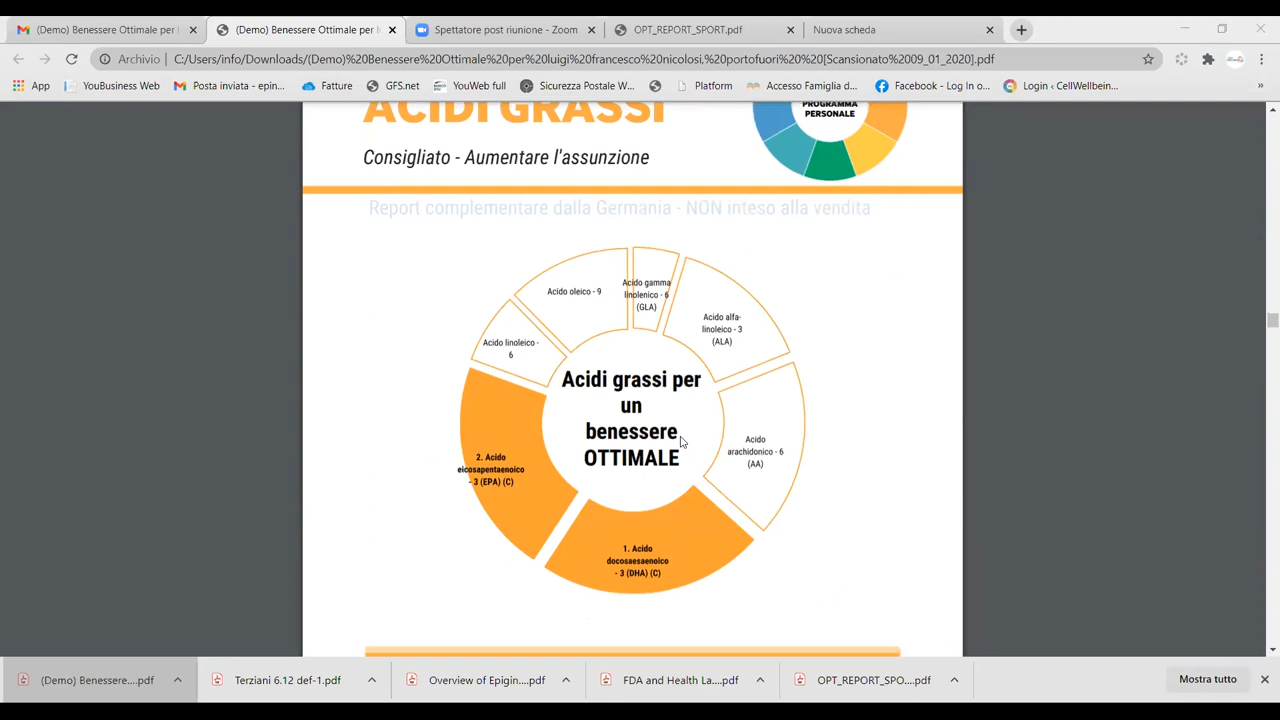 (Demo) Benessere Ottimale per
(Demo) Benessere Ottimale per l
Spettatore post riunione - Zoom
OPT_REPORT_SPORT.pdf
Nuova scheda
Archivio
C:/Users/info/Downloads/(Demo)%20Benessere%20Ottimale%20per%20luigi%20francesco%20nicolosi,%20portofuori%20%20[Scansionato%2009_01_2020].pdf
App
YouBusiness Web
Posta inviata - epin...
Fatture
GFS.net
YouWeb full
Sicurezza Postale W...
Platform
Accesso Famiglia d...
Facebook - Log In o...
Login ‹ CellWellbein...
»
ACIDI GRASSI
PROGRAMMA
PERSONALE
Consigliato - Aumentare l'assunzione
Report complementare dalla Germania - NON inteso alla vendita
Acido gamma
linolenico - 6
(GLA)
Acido oleico - 9
Acido alfa-
linoleico - 3
(ALA)
Acido linoleico -
6
Acidi grassi per
un
benessere
OTTIMALE
Acido
arachidonico - 6
(AA)
2. Acido
eicosapentaenoico
- 3 (EPA) (C)
1. Acido
docosaesaenoico
- 3 (DHA) (C)
(Demo) Benesse....pdf
Terziani 6.12 def-1.pdf
Overview of Epigin....pdf
FDA and Health La....pdf
OPT_REPORT_SPO....pdf
Mostra tutto